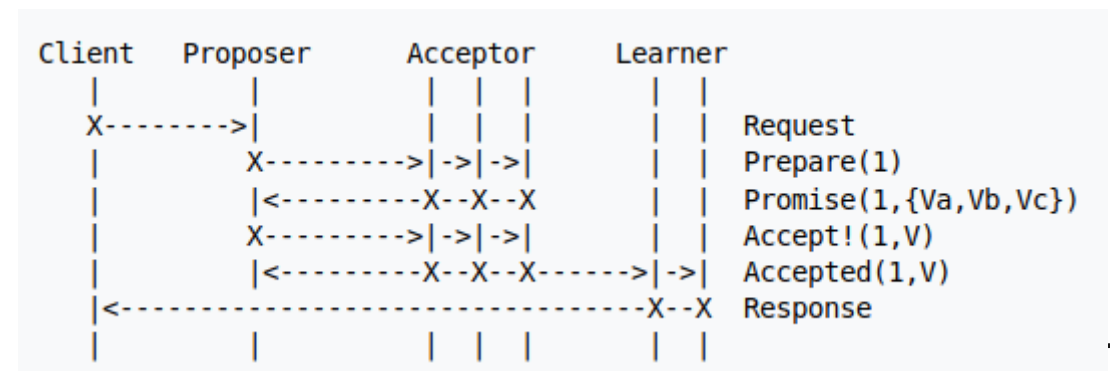 Client   Proposer      Acceptor     Learner
   |         |          |  |  |       |  |
   X-------->|          |  |  |       |  |  Request
   |         X--------->|->|->|       |  |  Prepare(1)
   |         |<---------X--X--X       |  |  Promise(1,{Va,Vb,Vc})
   |         X--------->|->|->|       |  |  Accept!(1,V)
   |         |<---------X--X--X------>|->|  Accepted(1,V)
   |<---------------------------------X--X  Response
   |         |          |  |  |       |  |